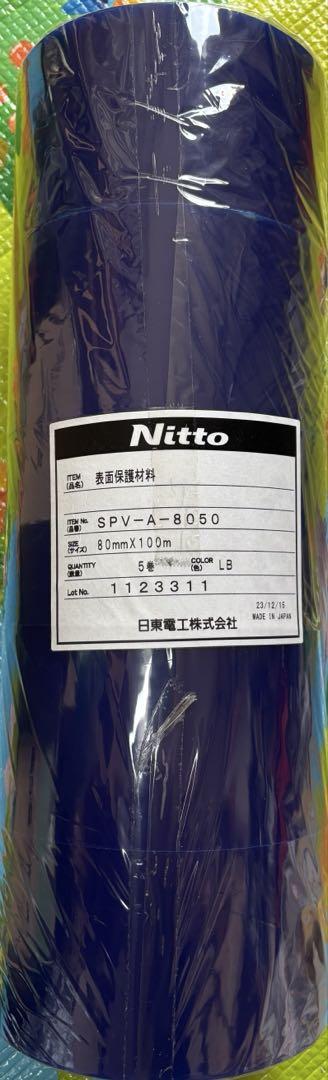 Nitto
ITEM (品名) 表面保護材料
ITEM No. (品番) SPV-A-8050
SIZE (サイズ) 80mmX100m
QUANTITY (数量) 5巻 COLOR (色) LB
Lot No. 1123311
23/12/15
MADE IN JAPAN
日東電工株式会社